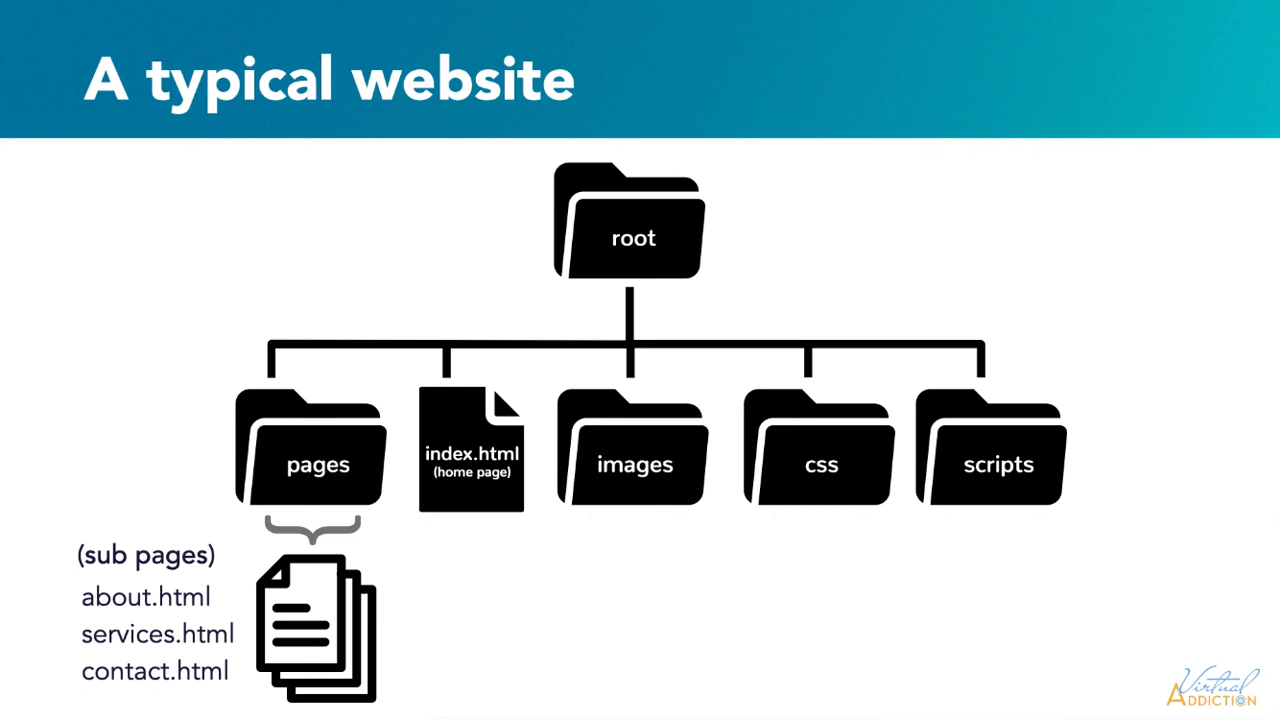 A typical website
root
pages
index.html
(home page)
images
css
scripts
(sub pages)
about.html
services.html
contact.html
Virtual
ADDICTION